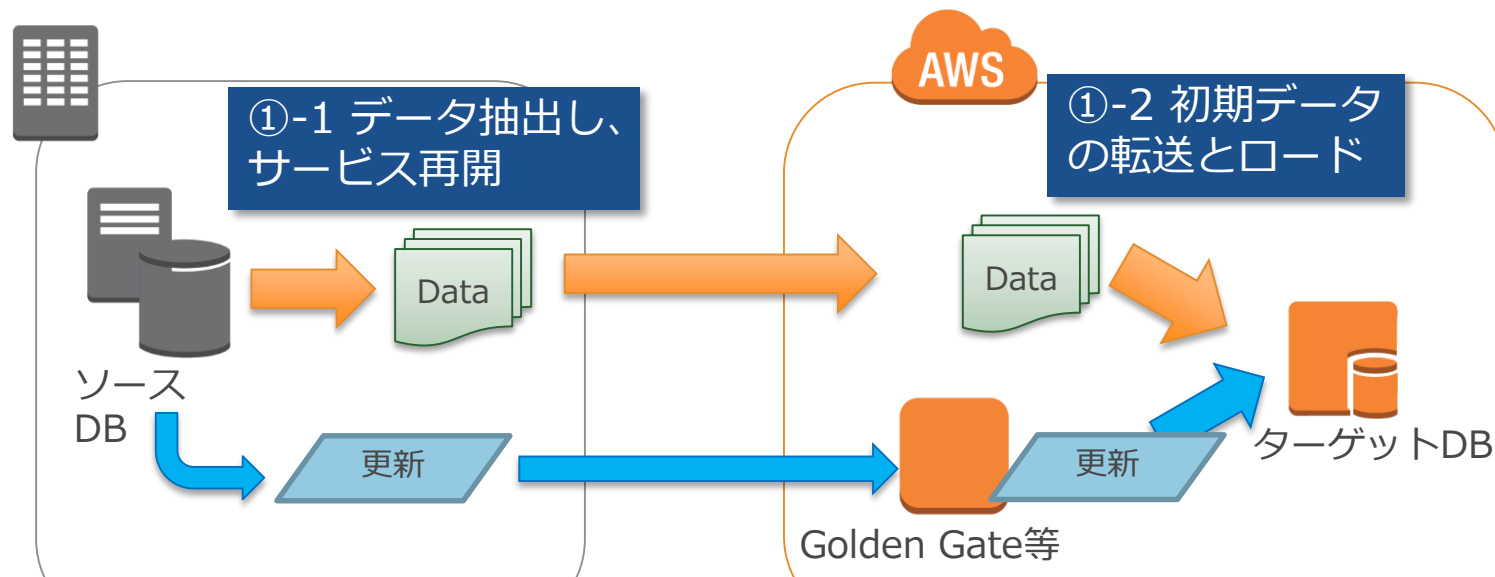 AWS
①-1 データ抽出し、
サービス再開
①-2 初期データ
の転送とロード
Data
Data
ソース
DB
更新
更新
ターゲットDB
Golden Gate等